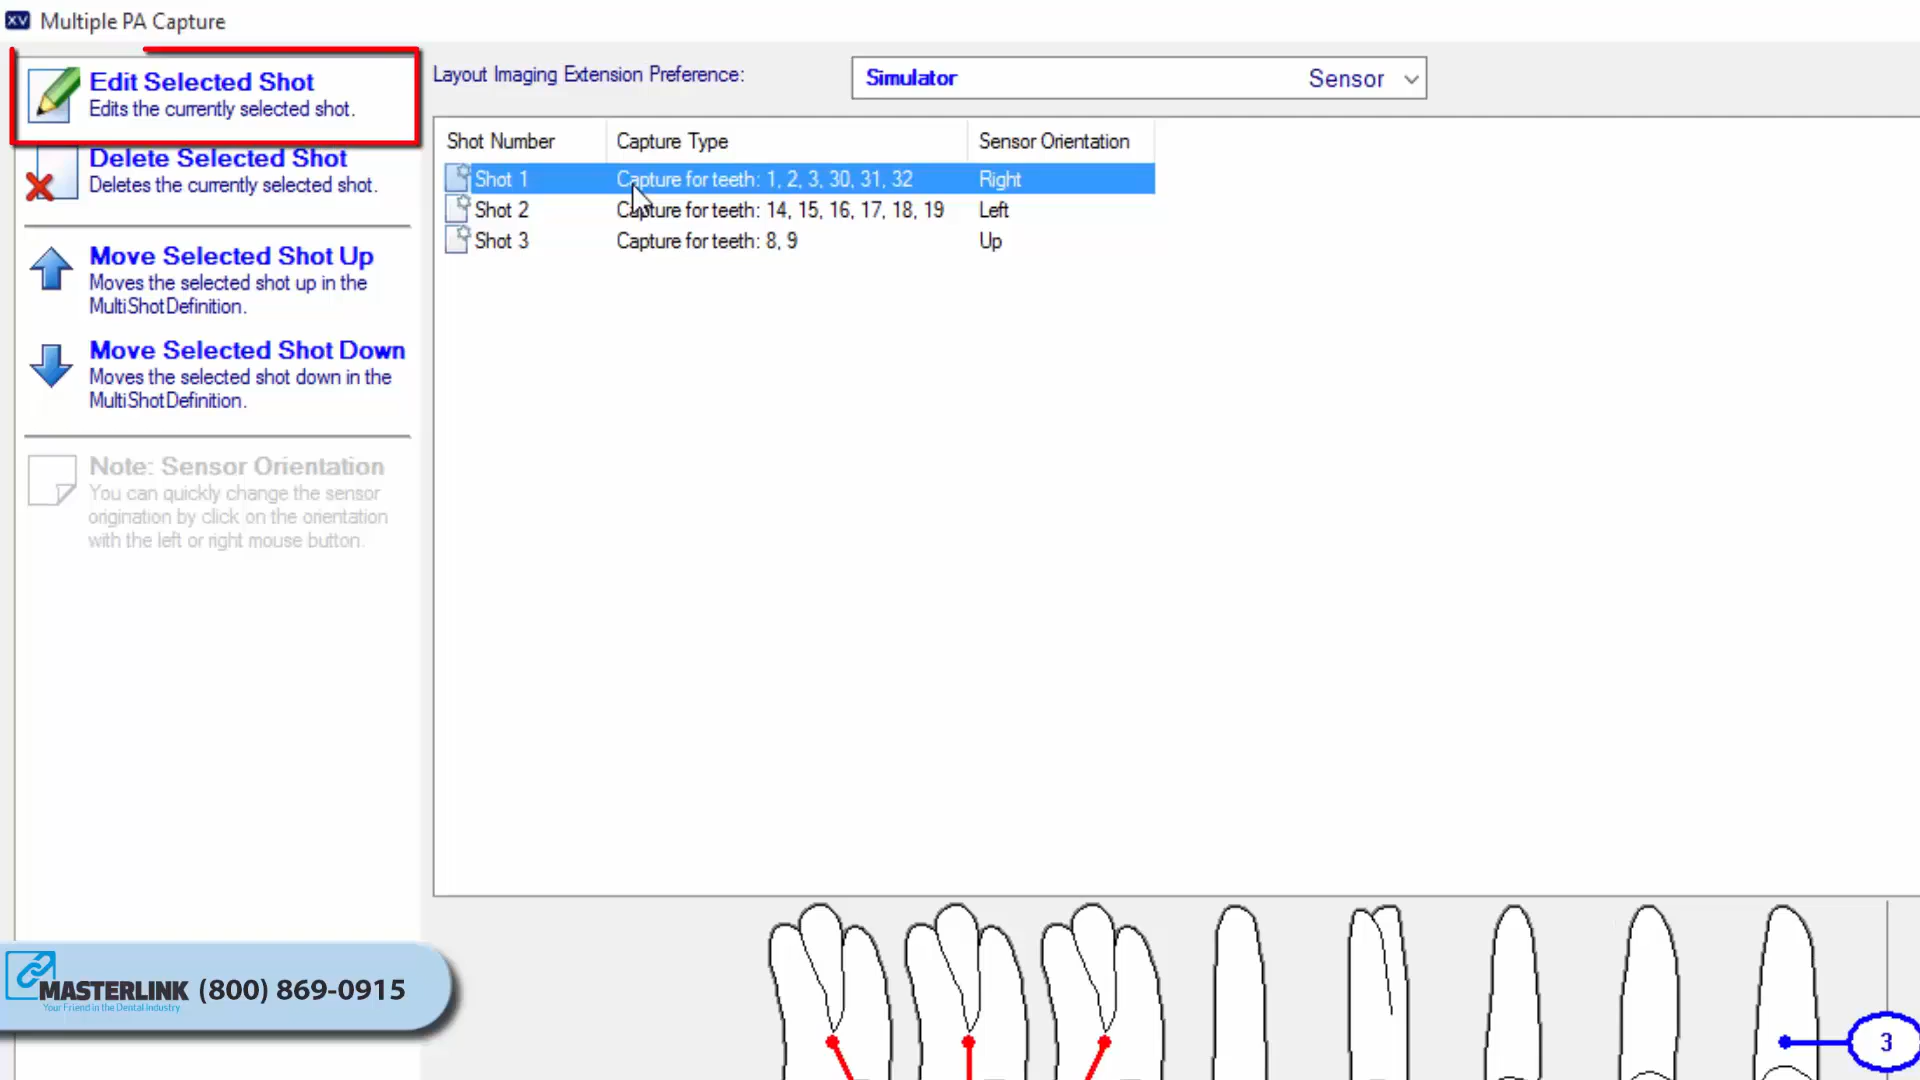 XV Multiple PA Capture
Edit Selected Shot
Edits the currently selected shot.
Delete Selected Shot
Deletes the currently selected shot.
Move Selected Shot Up
Moves the selected shot up in the
MultiShotDefinition.
Move Selected Shot Down
Moves the selected shot down in the
MultiShotDefinition.
Note: Sensor Orientation
You can quickly change the sensor
origination by click on the orientation
with the left or right mouse button.
Layout Imaging Extension Preference:
Simulator Sensor
Shot Number Capture Type Sensor Orientation
Shot 1 Capture for teeth: 1, 2, 3, 30, 31, 32 Right
Shot 2 Capture for teeth: 14, 15, 16, 17, 18, 19 Left
Shot 3 Capture for teeth: 8, 9 Up
3
MASTERLINK (800) 869-0915
Your Friend in the Dental Industry